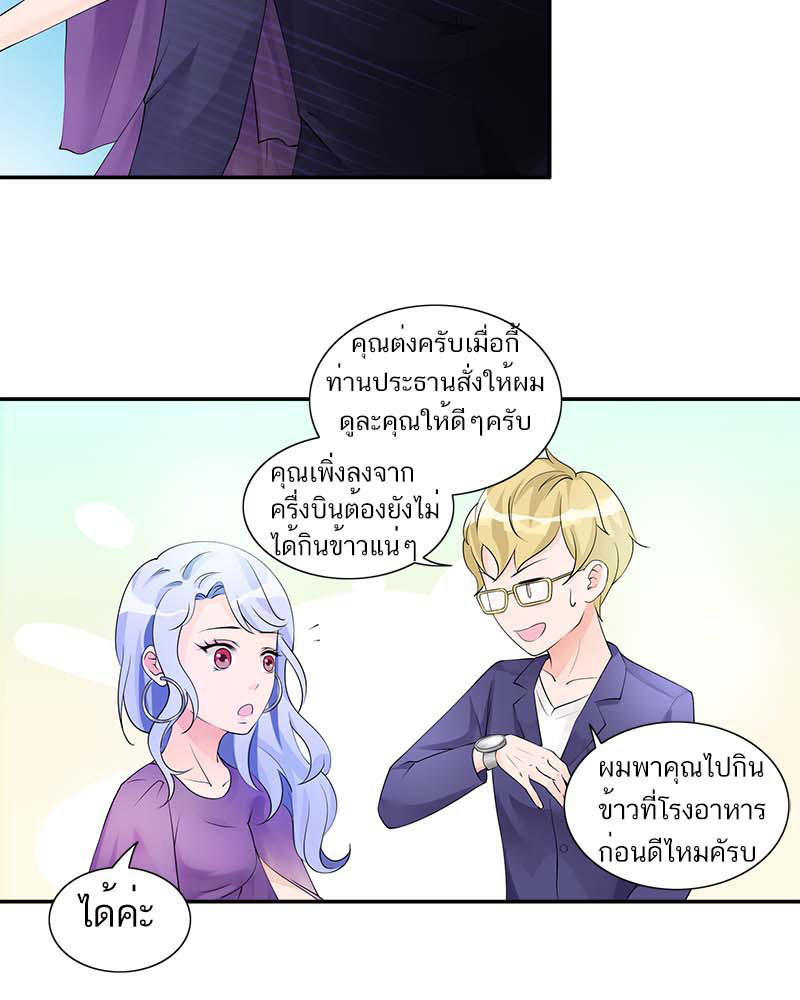 คุณต่งครับเมื่อกี้
ท่านประธานสั่งให้ผม
ดูละคุณให้ดีๆครับ
คุณเพิ่งลงจาก
ครื่งบินต้องยังไม่
ได้กินข้าวแน่ๆ
ผมพาคุณไปกิน
ข้าวที่โรงอาหาร
ก่อนดีไหมคัรบ
ได้ค่ะ